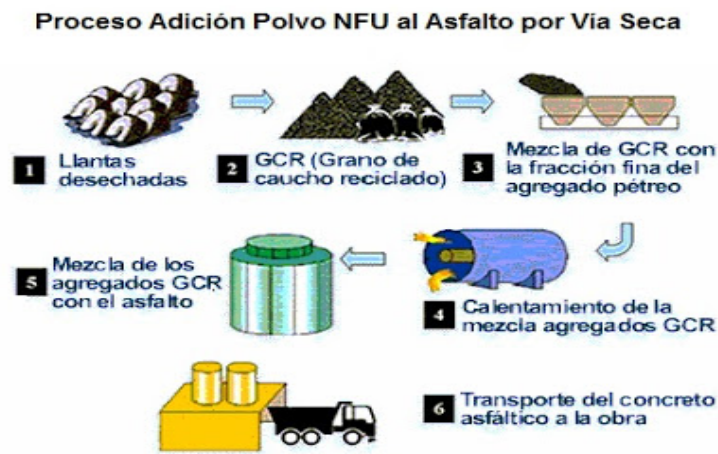 Proceso Adición Polvo NFU al Asfalto por Vía Seca
1 Llantas
desechadas
2 GCR (Grano de
caucho reciclado)
3 Mezcla de GCR con
la fracción fina del
agregado pétreo
4 Calentamiento de la
mezcla agregados GCR
5 Mezcla de los
agregados GCR
con el asfalto
6 Transporte del concreto
asfáltico a la obra